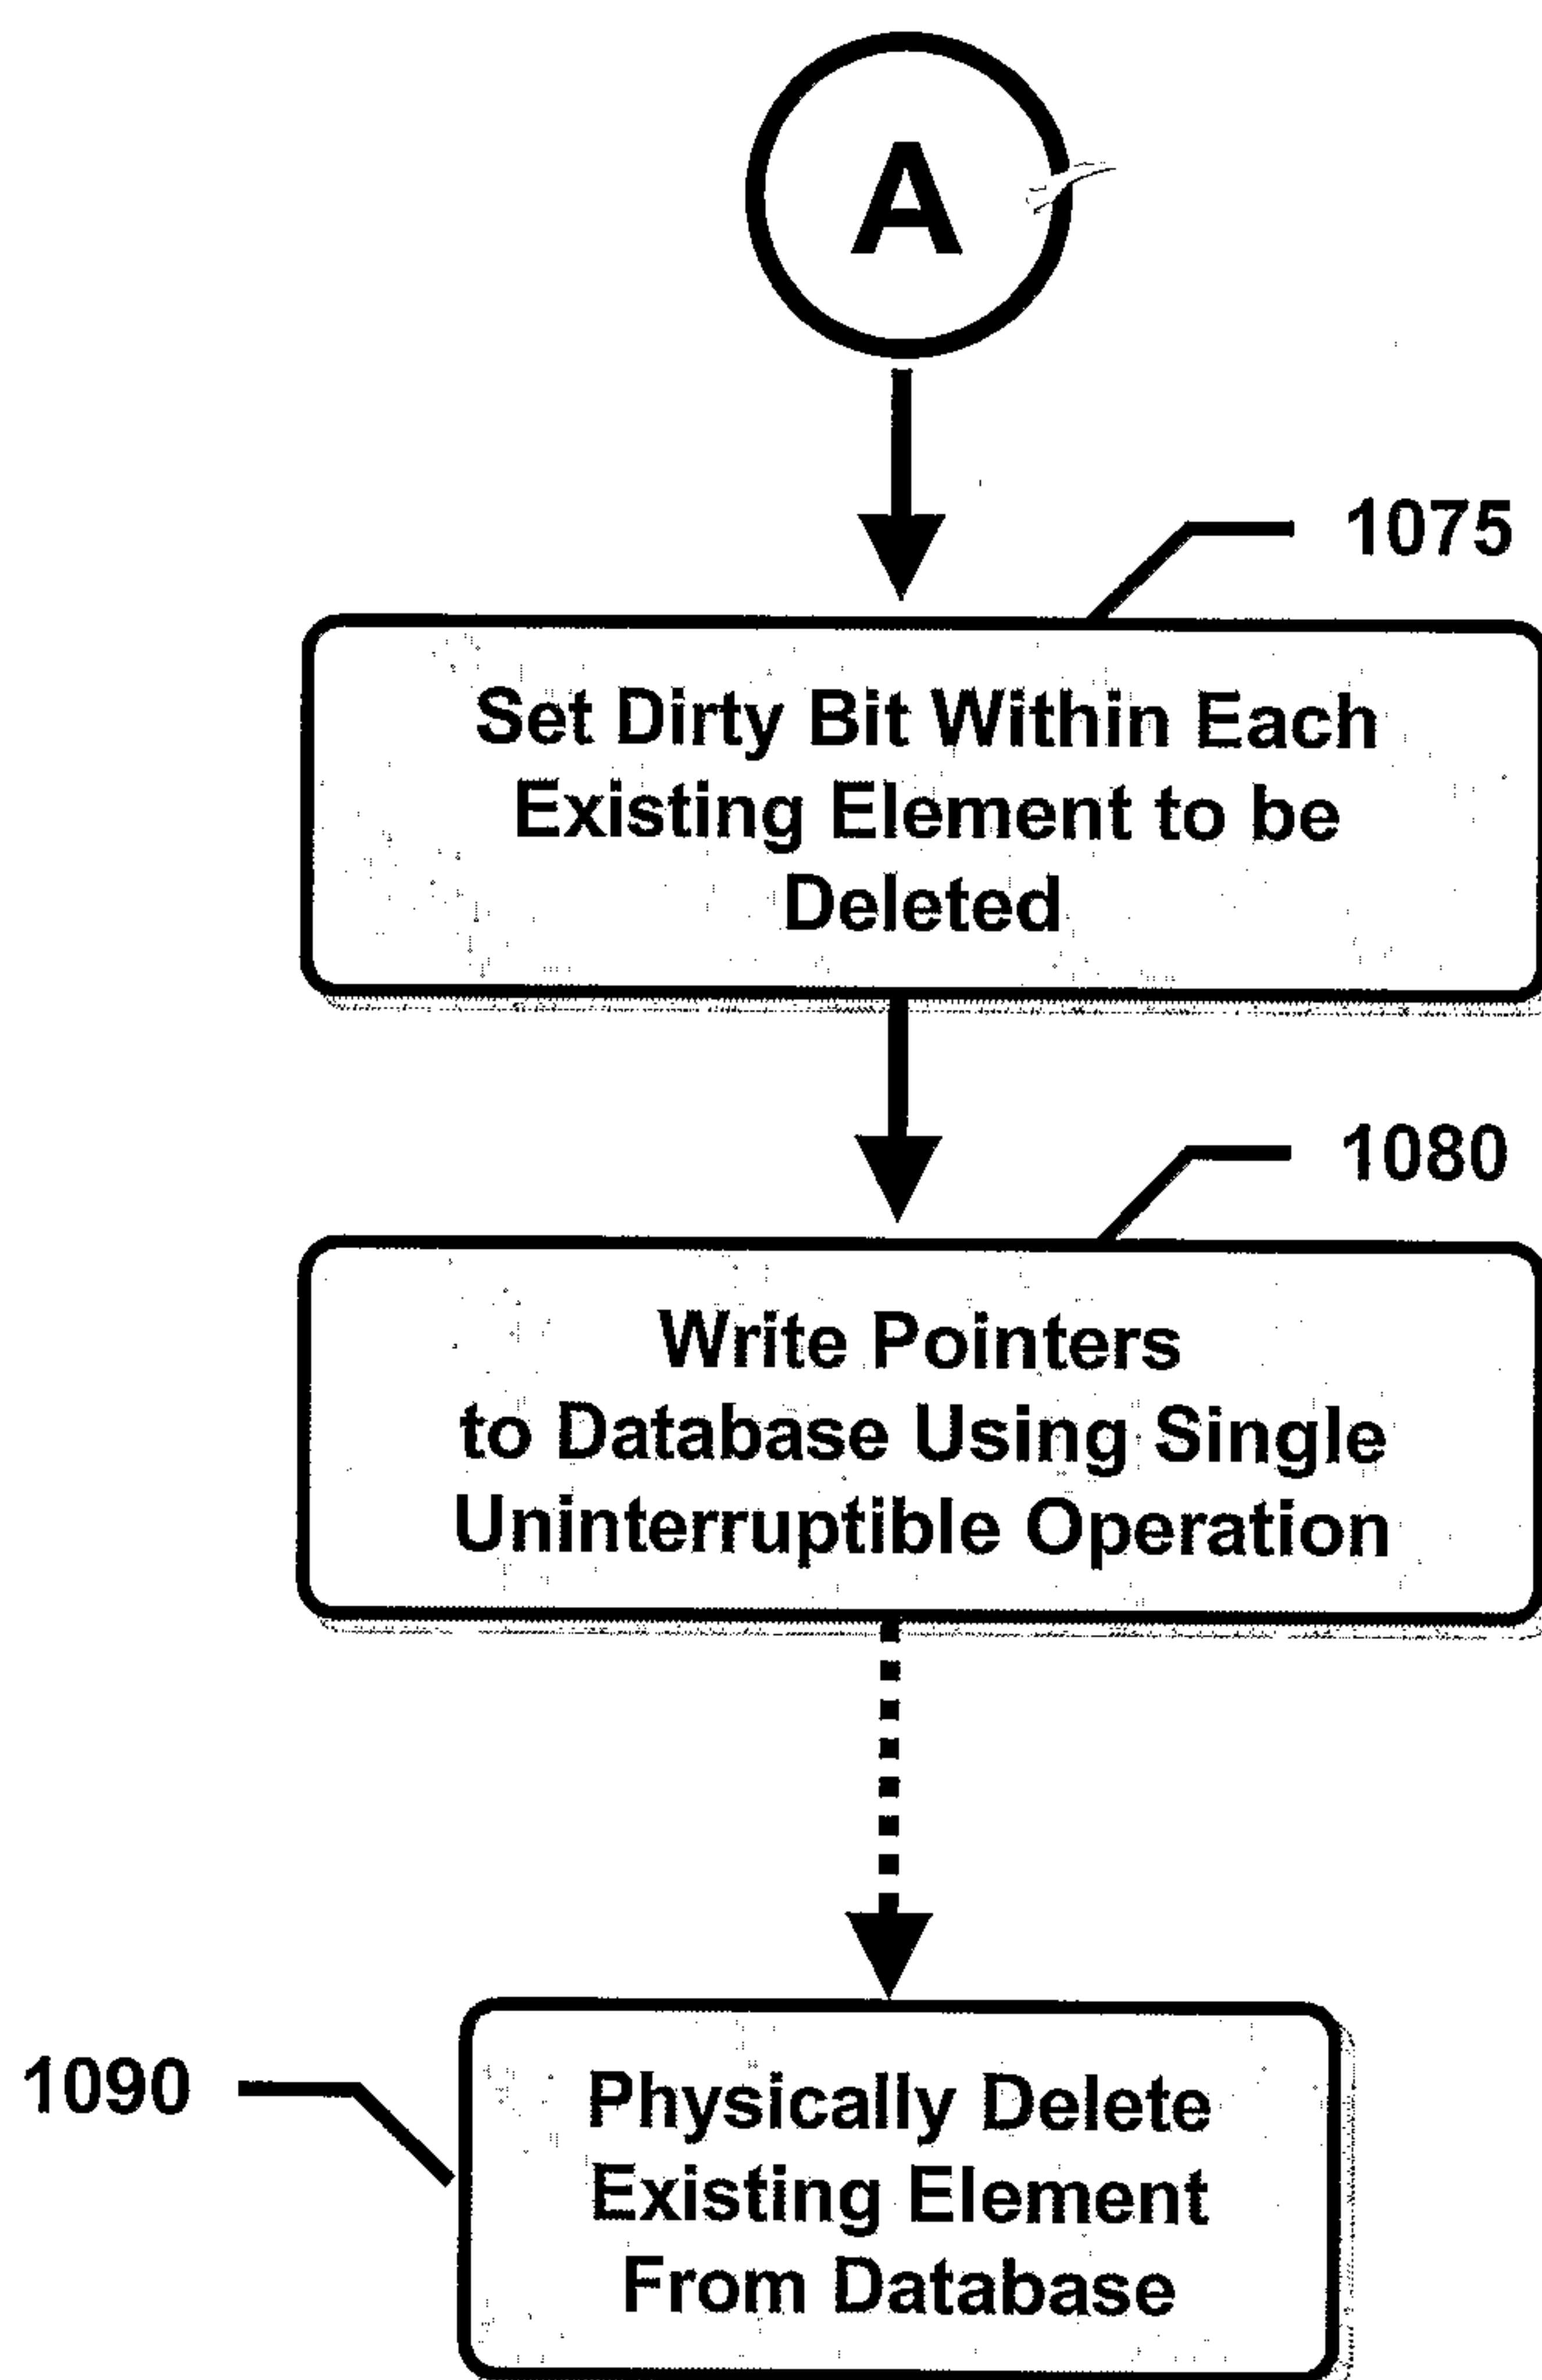 A
1075
Set Dirty Bit Within Each
Existing Element to be
Deleted
1080
Write Pointers
to Database Using Single
Uninterruptible Operation
1090
Physically Delete
Existing Element
From Database